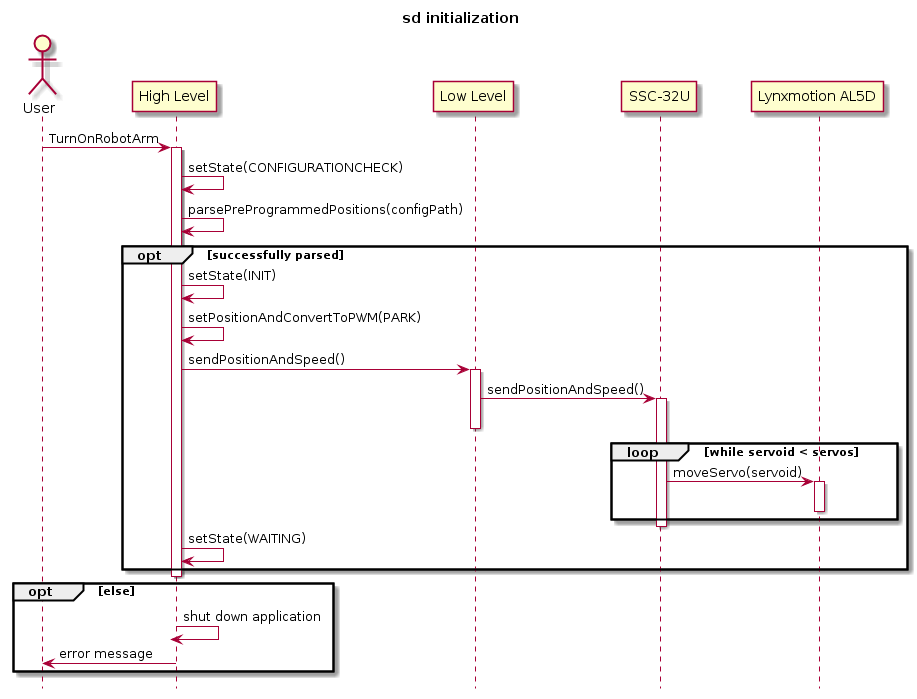 sd initialization
User
High Level
Low Level
SSC-32U
Lynxmotion AL5D
TurnOnRobotArm
setState(CONFIGURATIONCHECK)
parsePreProgrammedPositions(configPath)
opt [successfully parsed]
setState(INIT)
setPositionAndConvertToPWM(PARK)
sendPositionAndSpeed()
sendPositionAndSpeed()
loop [while servoid < servos]
moveServo(servoid)
setState(WAITING)
opt [else]
shut down application
error message